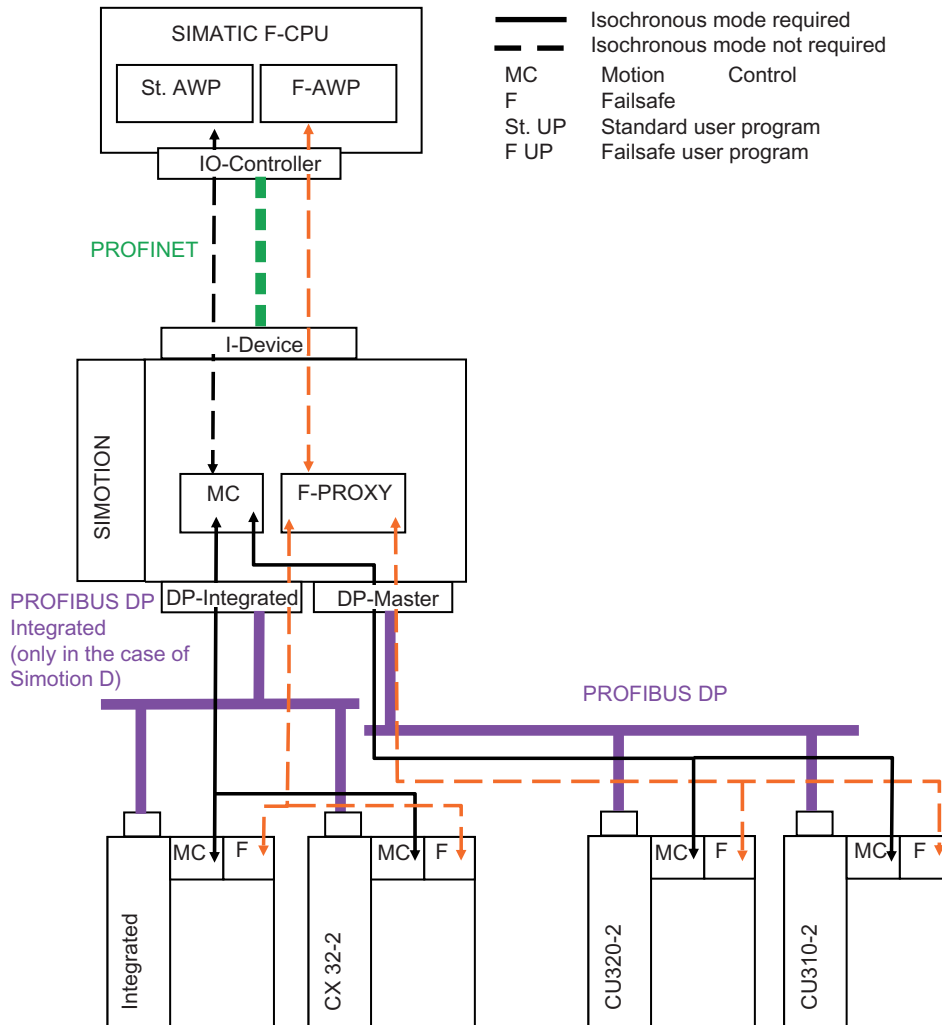 SIMATIC F-CPU
St. AWP
F-AWP
IO-Controller
Isochronous mode required
Isochronous mode not required
MC Motion Control
F Failsafe
St. UP Standard user program
F UP Failsafe user program
PROFINET
I-Device
SIMOTION
MC
F-PROXY
DP-Integrated
DP-Master
PROFIBUS DP
Integrated
(only in the case of
Simotion D)
PROFIBUS DP
Integrated
MC
F
CX 32-2
MC
F
CU320-2
MC
F
CU310-2
MC
F